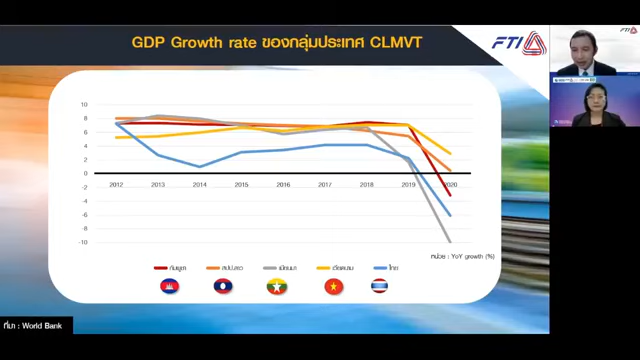 GDP Growth rate ของกลุ่มประเทศ CLMVT
FTI
FTI
10
8
6
4
2
0
-2
-4
-6
-8
-10
2012 2013 2014 2015 2016 2017 2018 2019 2020
หน่วย : YoY growth (%)
กัมพูชา สปป.ลาว เมียนมา เวียดนาม ไทย
ที่มา : World Bank